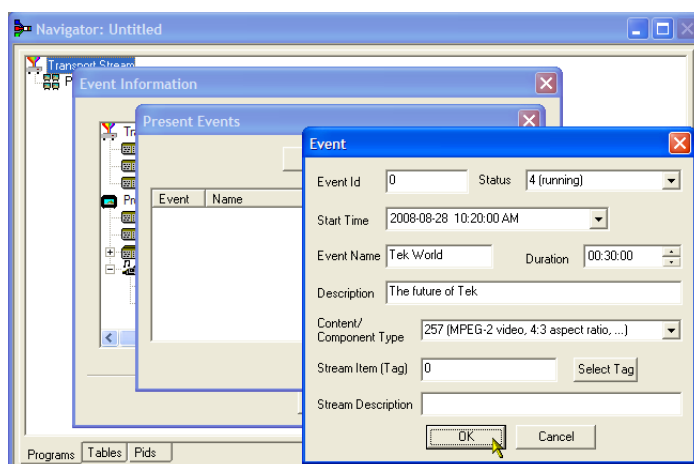 Navigator: Untitled
Transport Stream
Event Information
Present Events
Event
Event Id 0 Status 4 (running)
Event Name
Start Time 2008-08-28 10:20:00 AM
Event Name Tek World Duration 00:30:00
Description The future of Tek
Content/
Component Type 257 (MPEG-2 video, 4:3 aspect ratio, ...)
Stream Item (Tag) 0 Select Tag
Stream Description
OK Cancel
Programs Tables Pids